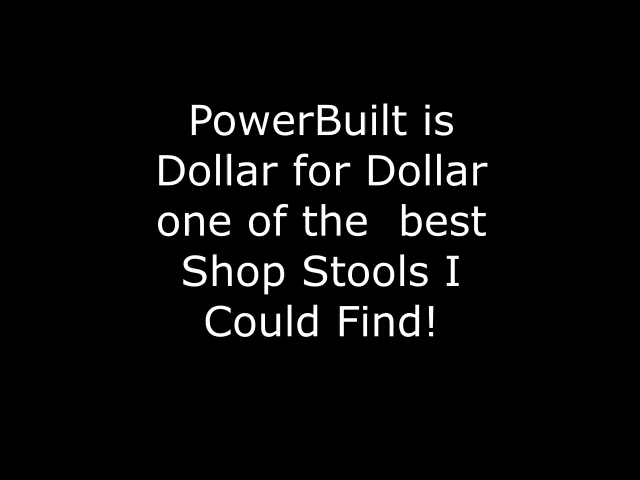 PowerBuilt is
Dollar for Dollar
one of the  best
Shop Stools I
Could Find!